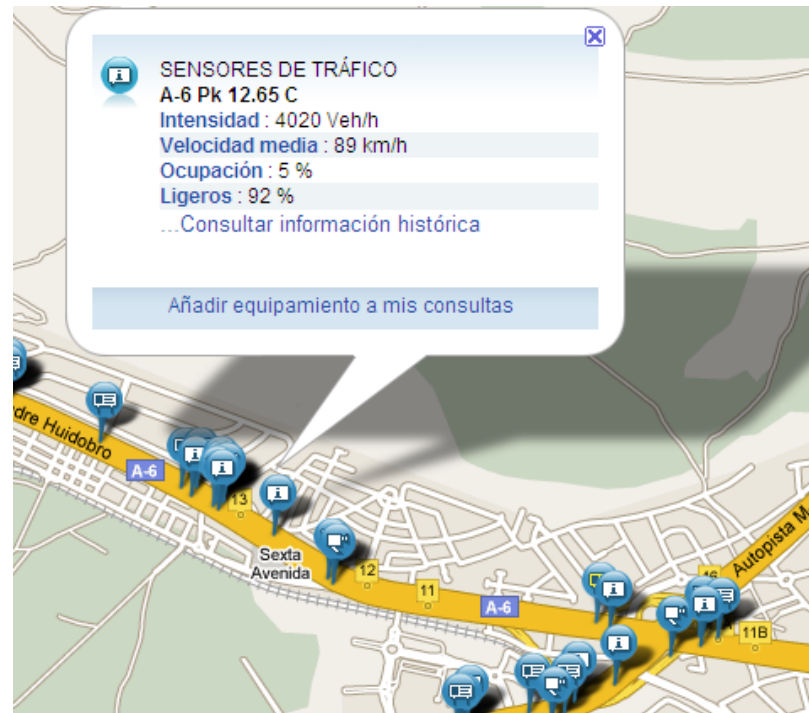 SENSORES DE TRÁFICO
A-6 Pk 12.65 C
Intensidad : 4020 Veh/h
Velocidad media : 89 km/h
Ocupación : 5 %
Ligeros : 92 %
...Consultar información histórica
Añadir equipamiento a mis consultas
Huidobro
A-6
13
Sexta
Avenida
12
11
A-6
Autopista
11B